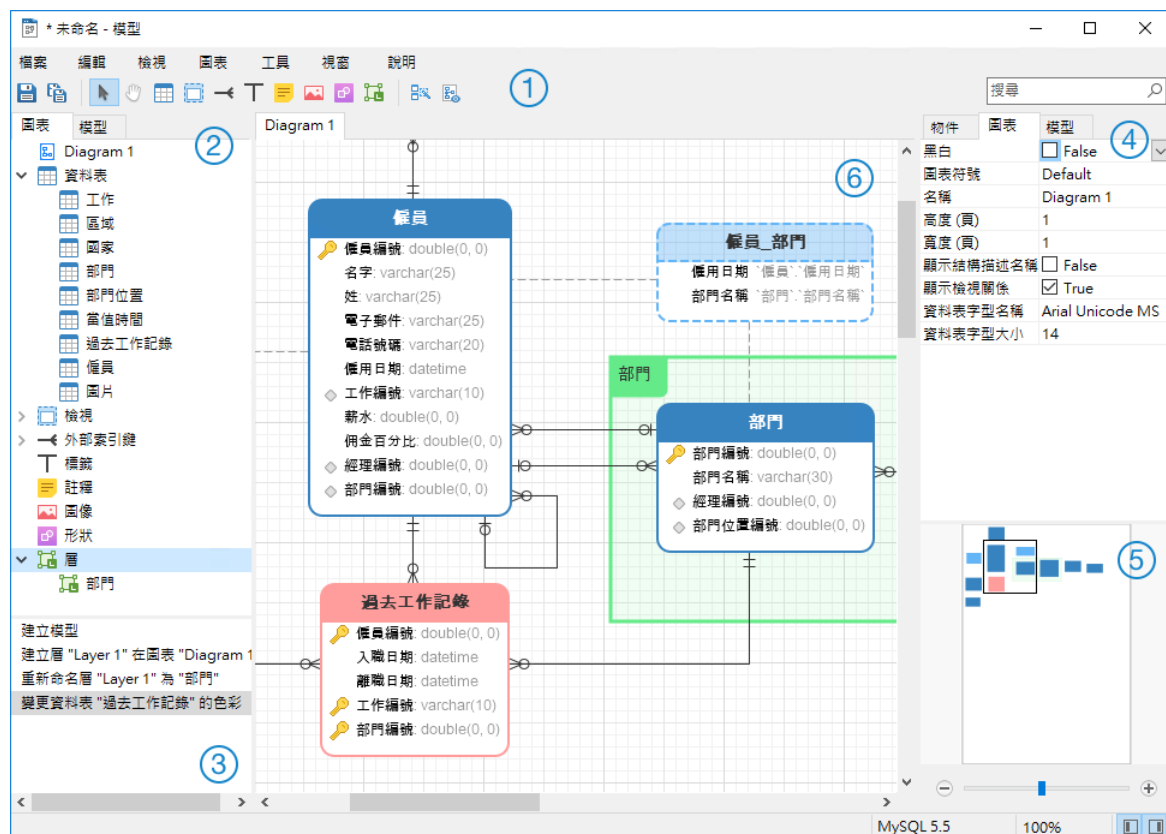 * 未命名 - 模型
檔案 編輯 檢視 圖表 工具 視窗 說明
①
搜尋
圖表 模型
②
Diagram 1
資料表
工作
區域
國家
部門
部門位置
當值時間
過去工作記錄
僱員
圖片
檢視
外部索引鍵
標籤
註釋
圖像
形狀
層
部門
建立模型
建立層 "Layer 1" 在圖表 "Diagram 1
重新命名層 "Layer 1" 為 "部門"
變更資料表 "過去工作記錄" 的色彩
③
Diagram 1
⑥
僱員
僱員編號: double(0, 0)
名字: varchar(25)
姓: varchar(25)
電子郵件: varchar(25)
電話號碼: varchar(20)
僱用日期: datetime
工作編號: varchar(10)
薪水: double(0, 0)
佣金百分比: double(0, 0)
經理編號: double(0, 0)
部門編號: double(0, 0)
僱員_部門
僱用日期 `僱員`.`僱用日期`
部門名稱 `部門`.`部門名稱`
部門
部門
部門編號: double(0, 0)
部門名稱: varchar(30)
經理編號: double(0, 0)
部門位置編號: double(0, 0)
過去工作記錄
僱員編號: double(0, 0)
入職日期: datetime
離職日期: datetime
工作編號: varchar(10)
部門編號: double(0, 0)
物件 圖表 模型
④
黑白 False
圖表符號 Default
名稱 Diagram 1
高度 (頁) 1
寬度 (頁) 1
顯示結構描述名稱 False
顯示檢視關係 True
資料表字型名稱 Arial Unicode MS
資料表字型大小 14
⑤
MySQL 5.5 100%